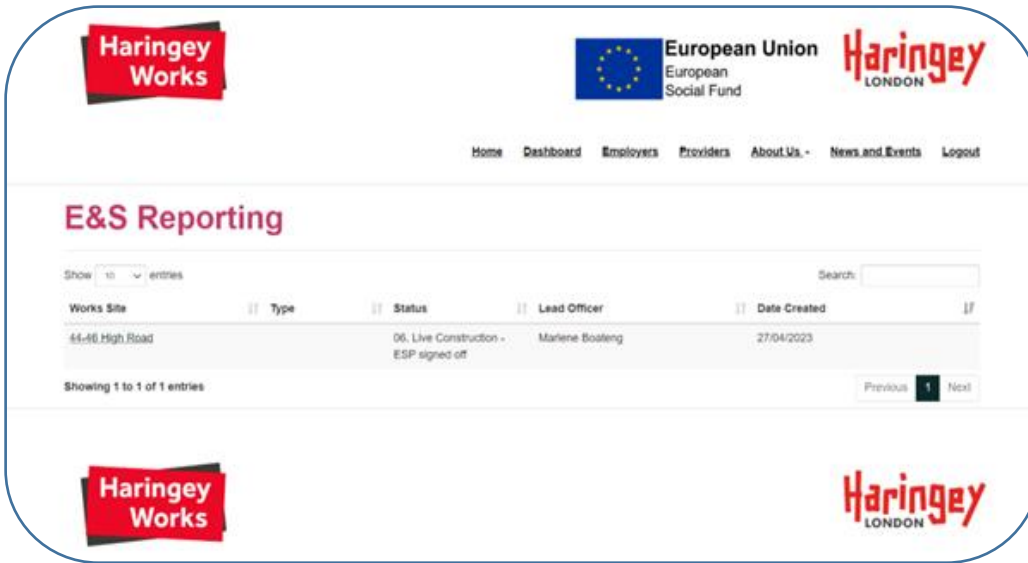 Haringey
Works
European Union
European
Social Fund
Haringey
LONDON
Home Dashboard Employers Providers About Us - News and Events Logout
E&S Reporting
Show 10 entries Search:
Works Site Type Status Lead Officer Date Created
44-46 High Road 06. Live Construction - Marlene Boateng 27/04/2023
ESP signed off
Showing 1 to 1 of 1 entries Previous 1 Next
Haringey
Works
Haringey
LONDON